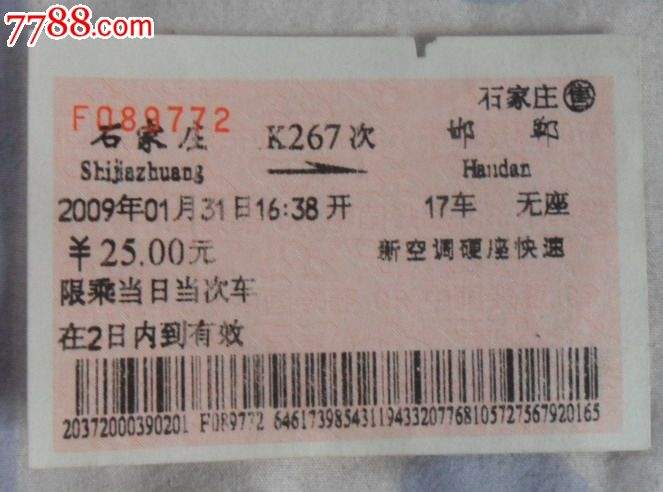 7788.com
石家庄 售
F089772
石家庄 K267次 邯郸
Shijiazhuang Handan
2009年01月31日16:38开 17车 无座
¥25.00元 新空调硬座快速
限乘当日当次车
在2日内到有效
20372000390201 F089772 6461739854311943320776810572756792​0165